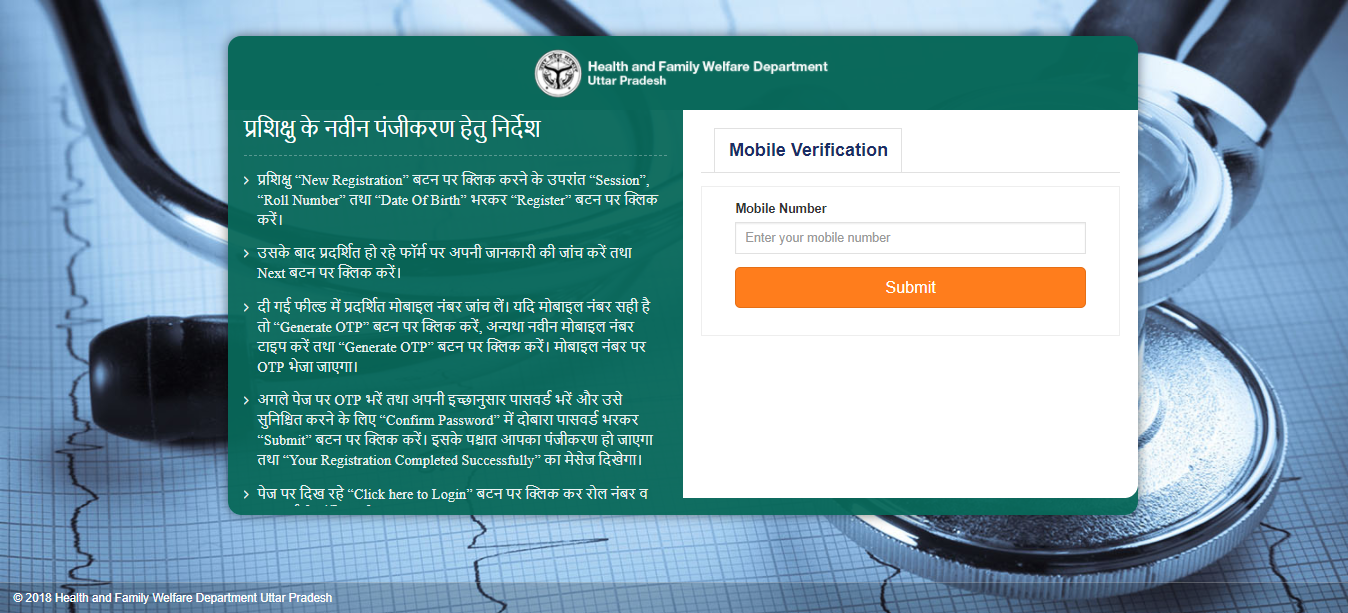 Health and Family Welfare Department
Uttar Pradesh
प्रशिक्षु के नवीन पंजीकरण हेतु निर्देश
› प्रशिक्षु “New Registration” बटन पर क्लिक करने के उपरांत “Session”,
“Roll Number” तथा “Date Of Birth” भरकर “Register” बटन पर क्लिक
करें।
› उसके बाद प्रदर्शित हो रहे फॉर्म पर अपनी जानकारी की जांच करें तथा
Next बटन पर क्लिक करें।
› दी गई फील्ड में प्रदर्शित मोबाइल नंबर जांच लें। यदि मोबाइल नंबर सही है
तो “Generate OTP” बटन पर क्लिक करें, अन्यथा नवीन मोबाइल नंबर
टाइप करें तथा “Generate OTP” बटन पर क्लिक करें। मोबाइल नंबर पर
OTP भेजा जाएगा।
› अगले पेज पर OTP भरें तथा अपनी इच्छानुसार पासवर्ड भरें और उसे
सुनिश्चित करने के लिए “Confirm Password” में दोबारा पासवर्ड भरकर
“Submit” बटन पर क्लिक करें। इसके पश्चात आपका पंजीकरण हो जाएगा
तथा “Your Registration Completed Successfully” का मेसेज दिखेगा।
› पेज पर दिख रहे “Click here to Login” बटन पर क्लिक कर रोल नंबर व
Mobile Verification
Mobile Number
Enter your mobile number
Submit
© 2018 Health and Family Welfare Department Uttar Pradesh